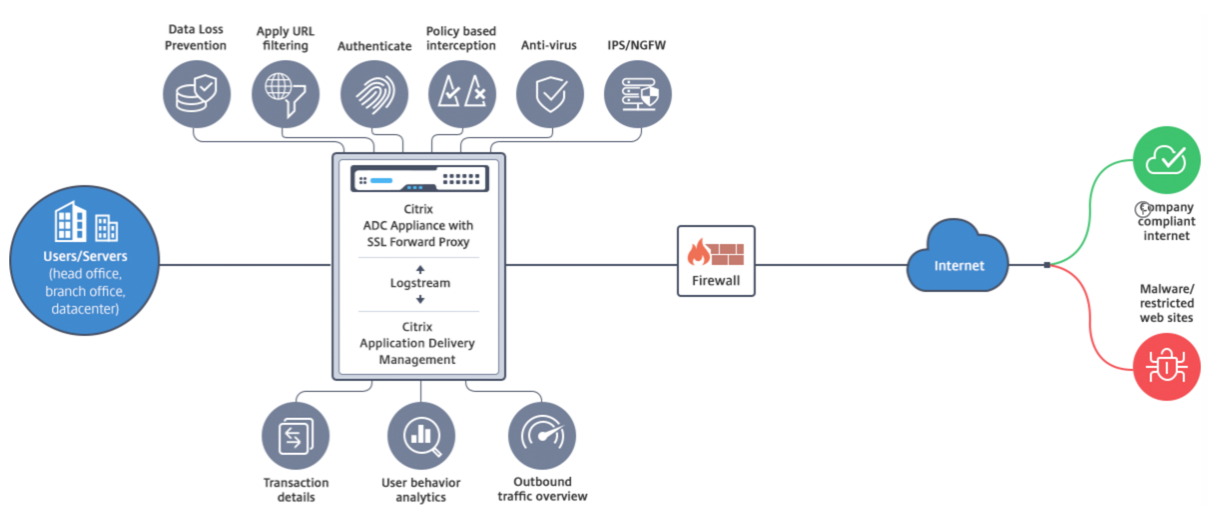 Data Loss
Prevention
Apply URL
filtering
Authenticate
Policy based
interception
Anti-virus
IPS/NGFW
Users/Servers
(head office,
branch office,
datacenter)
Citrix
ADC Appliance with
SSL Forward Proxy
Logstream
Citrix
Application Delivery
Management
Firewall
Internet
Company
compliant
internet
Malware/
restricted
web sites
Transaction
details
User behavior
analytics
Outbound
traffic overview